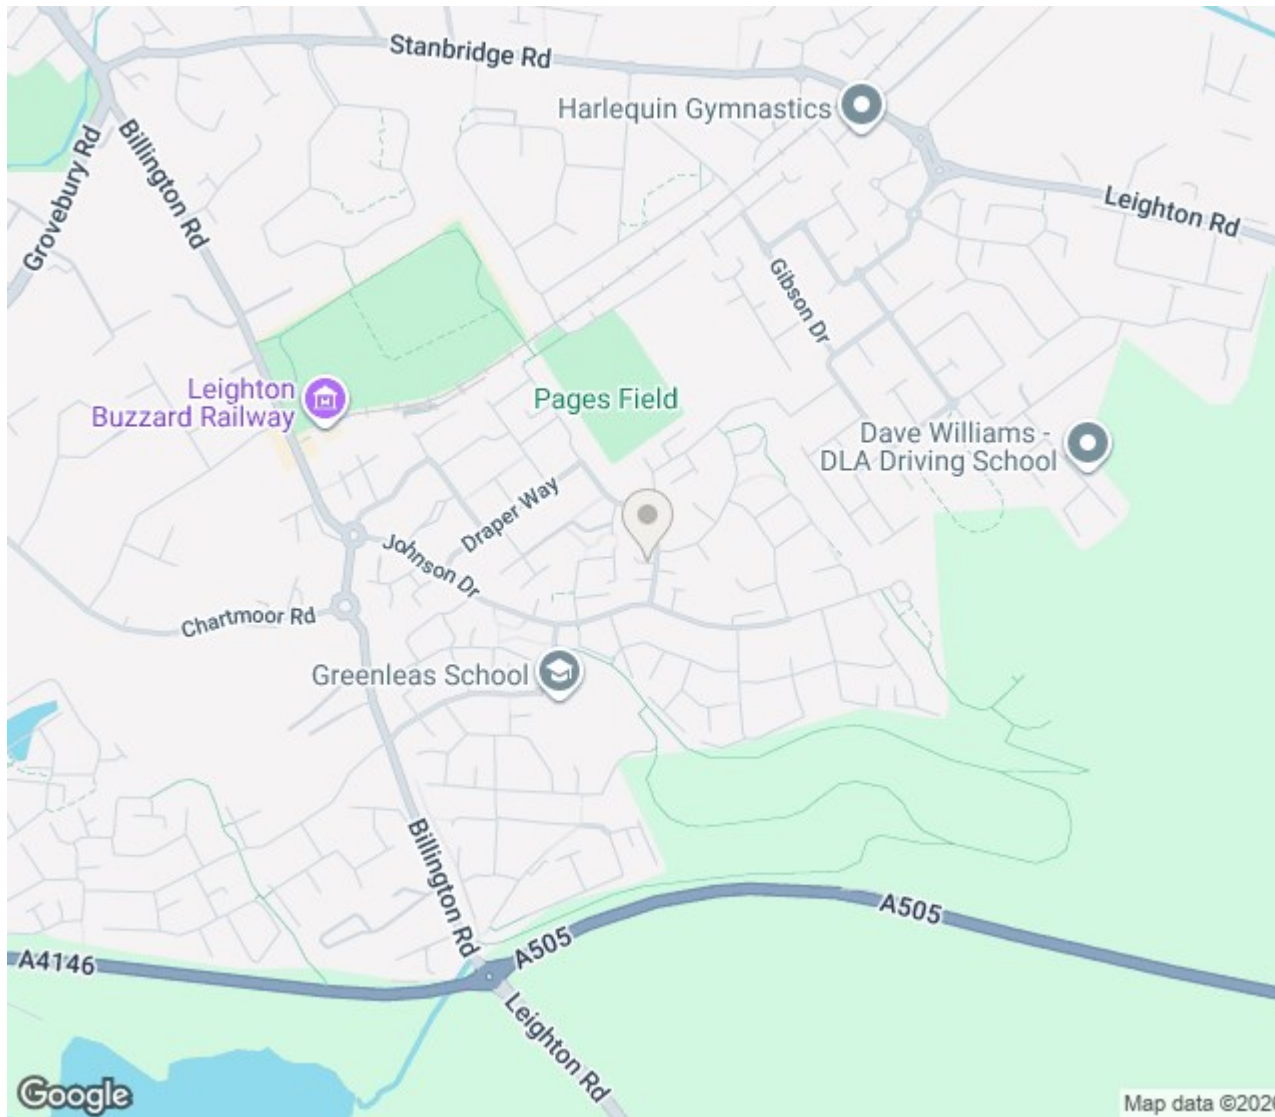 Stanbridge Rd
Harlequin Gymnastics
Grovebury Rd
Billington Rd
Leighton Rd
Gibson Dr
Leighton
Buzzard Railway
Pages Field
Dave Williams -
DLA Driving School
Draper Way
Johnson Dr
Chartmoor Rd
Greenleas School
Billington Rd
A505
A505
A4146
Leighton Rd
Google
Map data ©2026